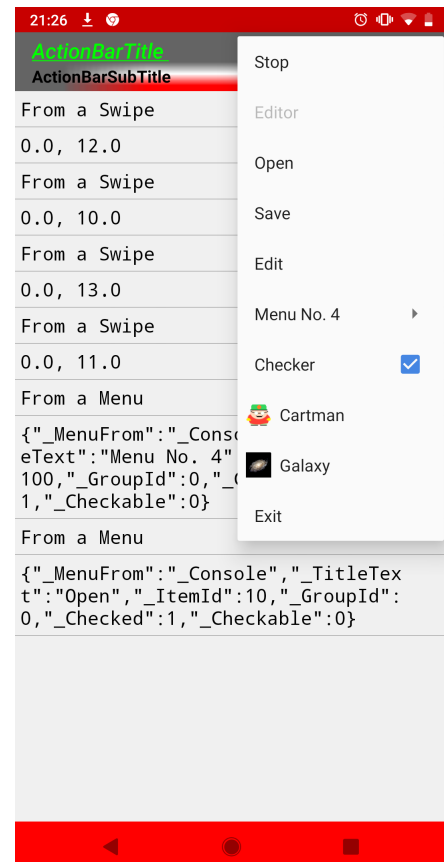 21:26
ActionBarTitle
ActionBarSubTitle
From a Swipe
0.0, 12.0
From a Swipe
0.0, 10.0
From a Swipe
0.0, 13.0
From a Swipe
0.0, 11.0
From a Menu
{"_MenuFrom":"_Conso
eText":"Menu No. 4"
100,"_GroupId":0,"_
1,"_Checkable":0}
From a Menu
{"_MenuFrom":"_Console","_TitleTex
t":"Open","_ItemId":10,"_GroupId":
0,"_Checked":1,"_Checkable":0}
Stop
Editor
Open
Save
Edit
Menu No. 4
Checker
Cartman
Galaxy
Exit